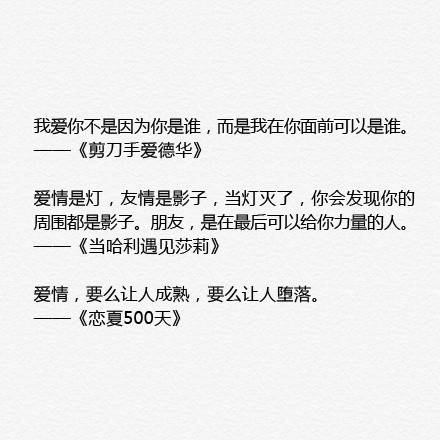 我爱你不是因为你是谁，而是我在你面前可以是谁。
——《剪刀手爱德华》
爱情是灯，友情是影子，当灯灭了，你会发现你的
周围都是影子。朋友，是在最后可以给你力量的人。
——《当哈利遇见莎莉》
爱情，要么让人成熟，要么让人堕落。
——《恋夏500天》